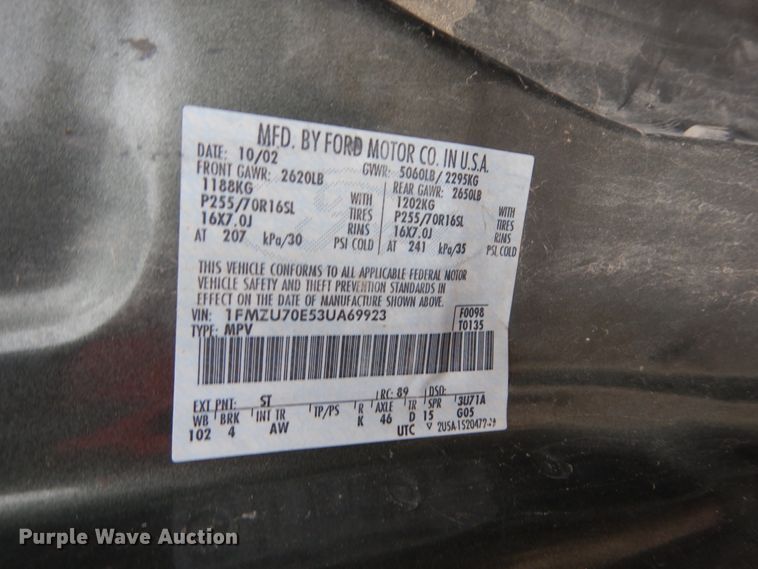 MFD. BY FORD MOTOR CO. IN U.S.A.
DATE: 10/02 GVWR: 5060LB/ 2295KG
FRONT GAWR: 2620LB REAR GAWR: 2650LB
1188KG WITH 1202KG WITH
P255/70R16SL TIRES P255/70R16SL TIRES
16X7.0J RIMS 16X7.0J RIMS
AT 207 kPa/30 PSI COLD AT 241 kPa/35 PSI COLD
THIS VEHICLE CONFORMS TO ALL APPLICABLE FEDERAL MOTOR
VEHICLE SAFETY AND THEFT PREVENTION STANDARDS IN
EFFECT ON THE DATE OF MANUFACTURE SHOWN ABOVE.
VIN: 1FMZU70E53UA69923 F0098
TYPE: MPV T0135
EXT PNT: ST RC: 89 DSO:
WB BRK INT TR TP/PS R AXLE TR SPR 3U71A
102 4 AW K 46 D 15 G05
UTC
Purple Wave Auction